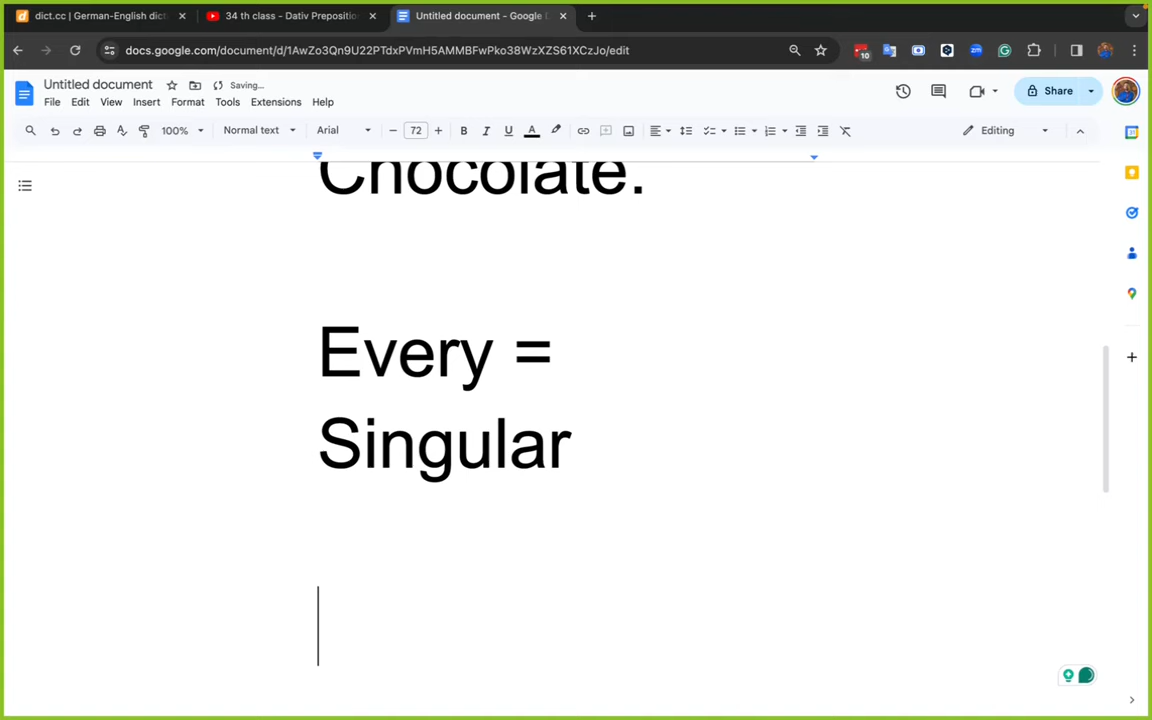 dict.cc | German-English dict
34 th class - Dativ Prepositio
Untitled document - Google D
docs.google.com/document/d/1AwZo3Qn9U22PTdxPVmH5AMMBFwPko38WzXZS61XCzJo/edit
10
zm
Untitled document
Saving...
File Edit View Insert Format Tools Extensions Help
Share
100%
Normal text
Arial
72
B I U A
Editing
Chocolate.
Every =
Singular